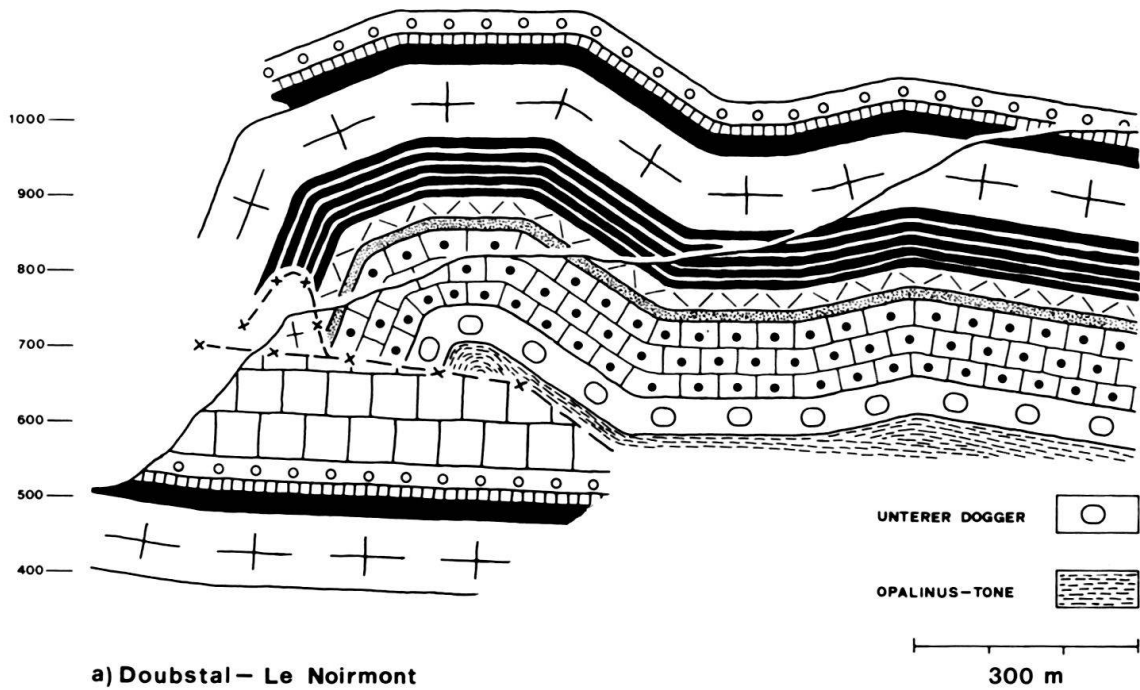 1000
900
800
700
600
500
400
UNTERER DOGGER
OPALINUS-TONE
300 m
a) Doubstal – Le Noirmont